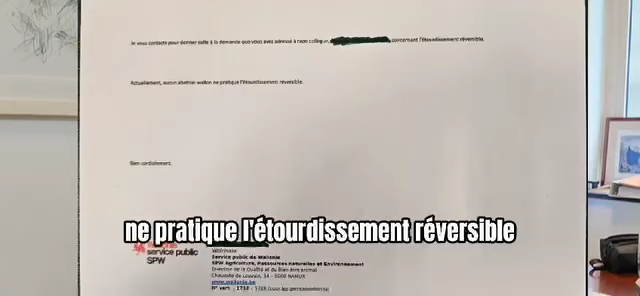 Je vous contacte pour donner suite à la demande que vous avez adressé à mon collègue, concernant l'étourdissement réversible.
Actuellement, aucun abattoir wallon ne pratique l'étourdissement réversible.
Bien cordialement,
ne pratique l'étourdissement réversible
Wallonie
service public
SPW
Service public de Wallonie
SPW Agriculture, Ressources naturelles et Environnement
Direction de la Qualité et du Bien-être animal
Chaussée de Louvain, 14 - 5000 NAMUR
www.wallonie.be
N° vert : 1718 -